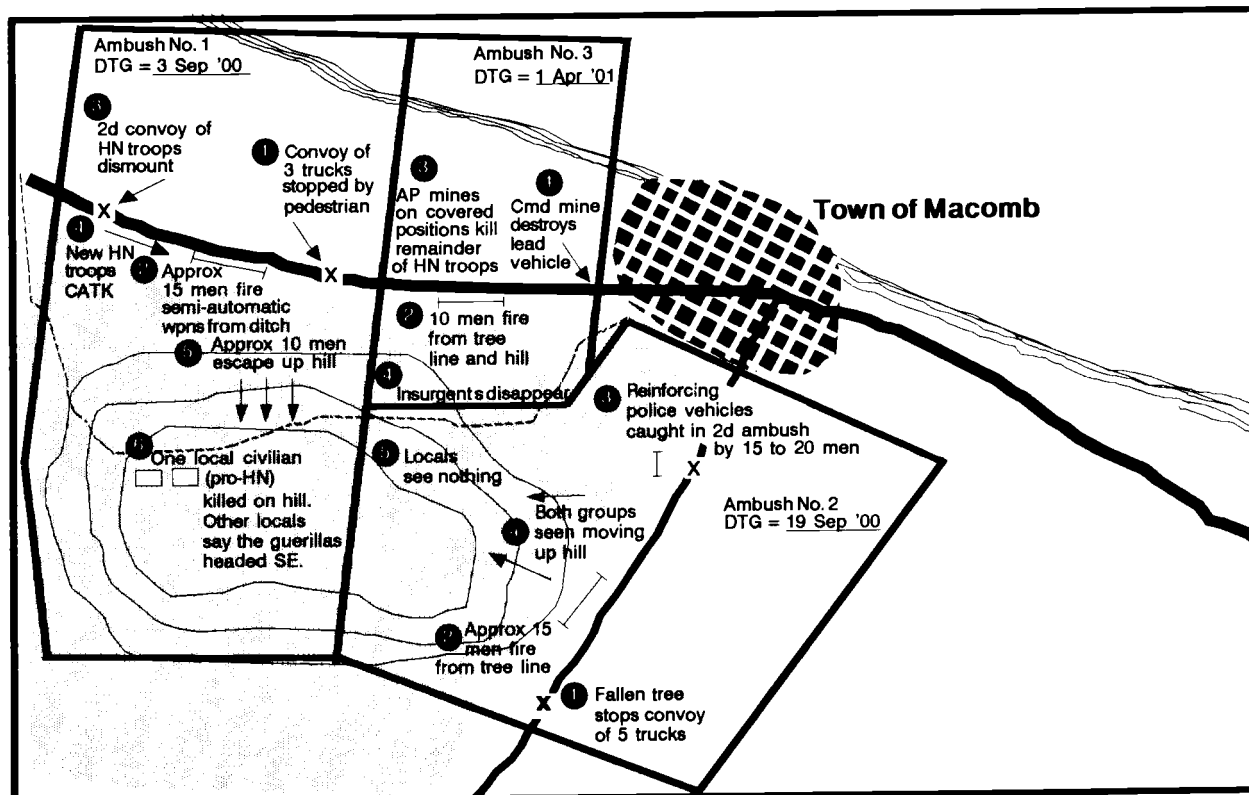 Ambush No. 1
DTG = 3 Sep '00
3
2d convoy of
HN troops
dismount
1
Convoy of
3 trucks
stopped by
pedestrian
4
New HN
troops
CATK
2
Approx
15 men fire
semi-automatic
wpns from ditch
5
Approx 10 men
escape up hill
6
One local civilian
(pro-HN)
killed on hill.
Other locals
say the guerillas
headed SE.
Ambush No. 3
DTG = 1 Apr '01
3
AP mines
on covered
positions kill
remainder
of HN troops
1
Cmd mine
destroys
lead
vehicle
2
10 men fire
from tree
line and hill
4
Insurgents disappear
Town of Macomb
3
Reinforcing
police vehicles
caught in 2d ambush
by 15 to 20 men
5
Locals
see nothing
Ambush No. 2
DTG = 19 Sep '00
4
Both groups
seen moving
up hill
2
Approx 15
men fire
from tree line
1
Fallen tree
stops convoy
of 5 trucks
X
X
X
X